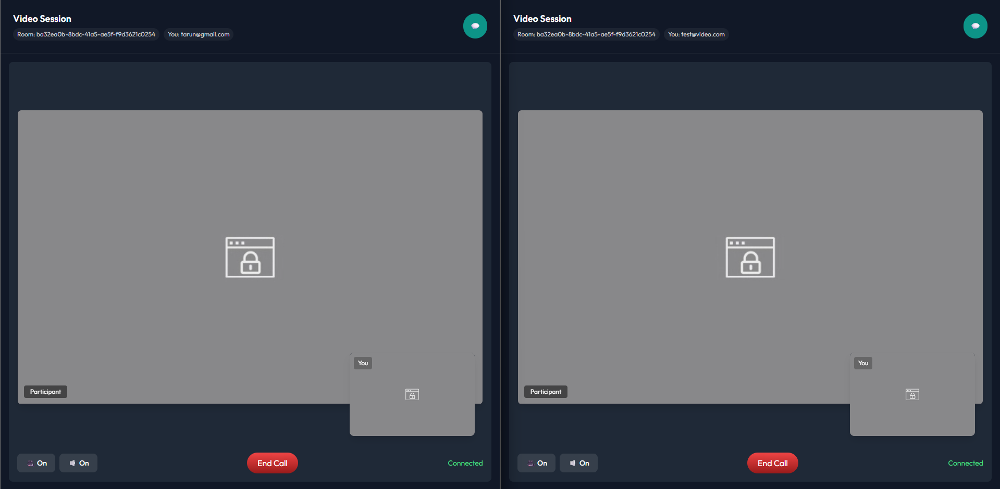 Video Session
Room: ba32ea0b-8bdc-41a5-ae5f-f9d3621c0254 You: tarun@gmail.com
You
Participant
On On End Call Connected
Video Session
Room: ba32ea0b-8bdc-41a5-ae5f-f9d3621c0254 You: test@video.com
You
Participant
On On End Call Connected